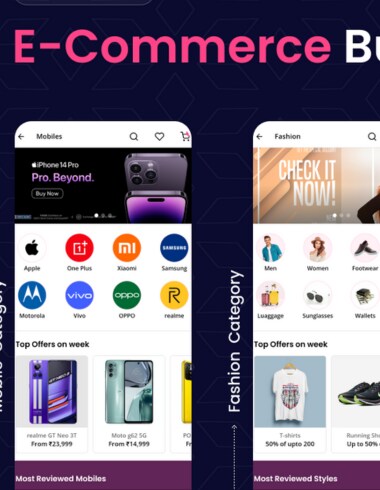 E-Commerce Bu
Mobiles
iPhone 14 Pro
Pro. Beyond.
Buy Now
Apple
One Plus
Xiaomi
SAMSUNG
Samsung
vivo
oppo
Motorola
Vivo
OPPO
realme
Top Offers on week
realme GT Neo 3T
From ₹23,999
Moto g62 5G
From ₹14,999
PO
Fro
Most Reviewed Mobiles
Mobile Category
Fashion
CHECK IT
NOW!
Men
Women
Footwear
Luaggage
Sunglasses
Wallets
Top Offers on week
T-shirts
50% of upto 200
Running Sho
Up to 50% o
Most Reviewed Styles
Fashion Category